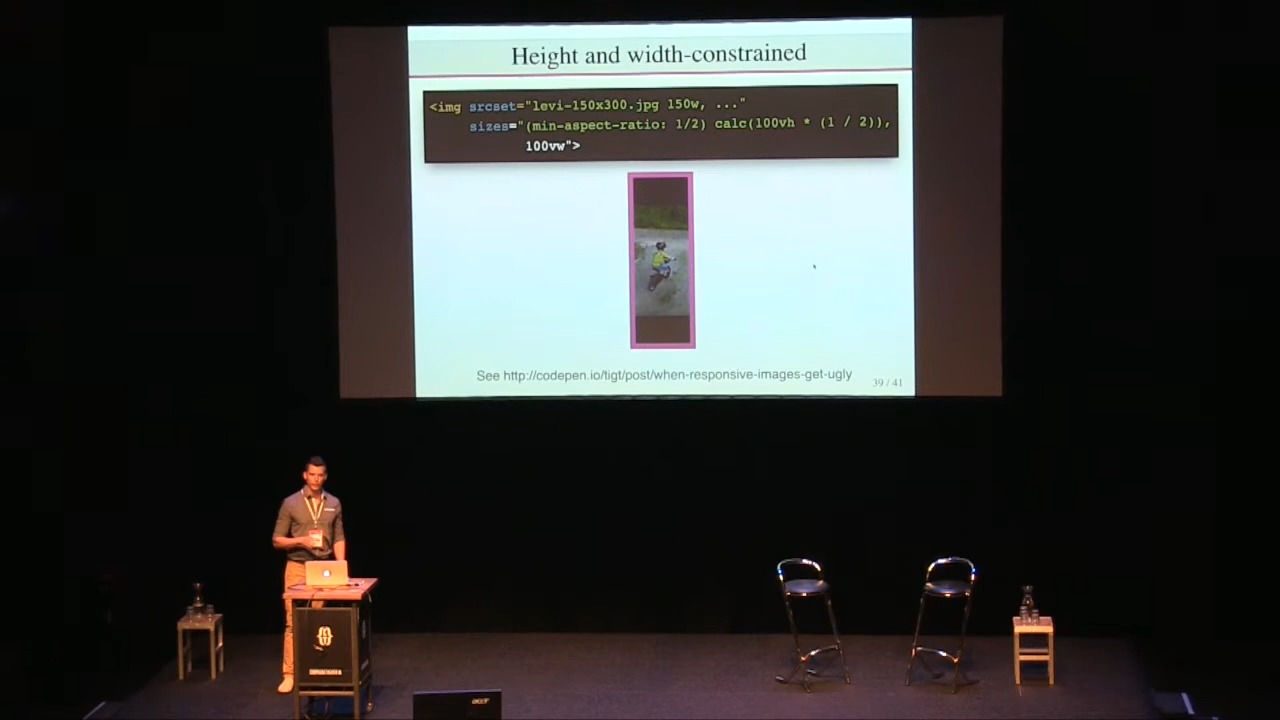 Height and width-constrained
<img srcset="levi-150x300.jpg 150w, ..."
sizes="(min-aspect-ratio: 1/2) calc(100vh * (1 / 2)),
100vw">
See http://codepen.io/tigt/post/when-responsive-images-get-ugly
39 / 41
acer